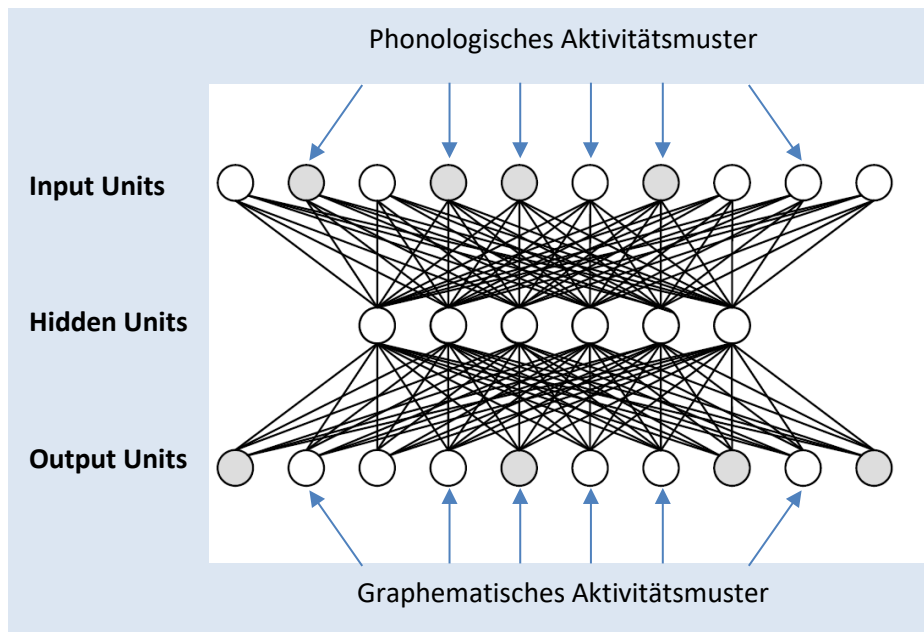 Phonologisches Aktivitätsmuster
Input Units
Hidden Units
Output Units
Graphematisches Aktivitätsmuster